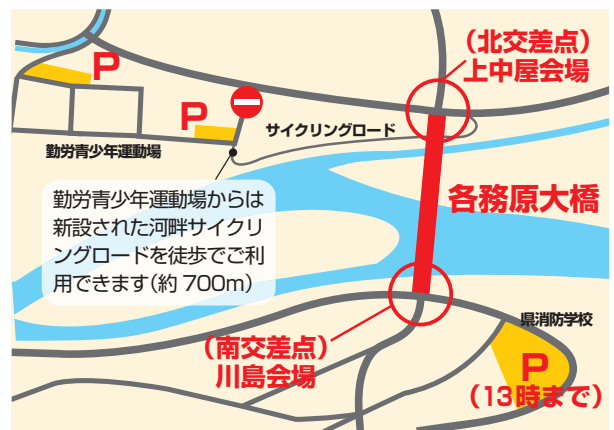 (北交差点)
上中屋会場
P
P
サイクリングロード
勤労青少年運動場
勤労青少年運動場からは
新設された河畔サイクリ
ングロードを徒歩でご利
用できます(約 700m)
各務原大橋
県消防学校
(南交差点)
川島会場
P
(13時まで)